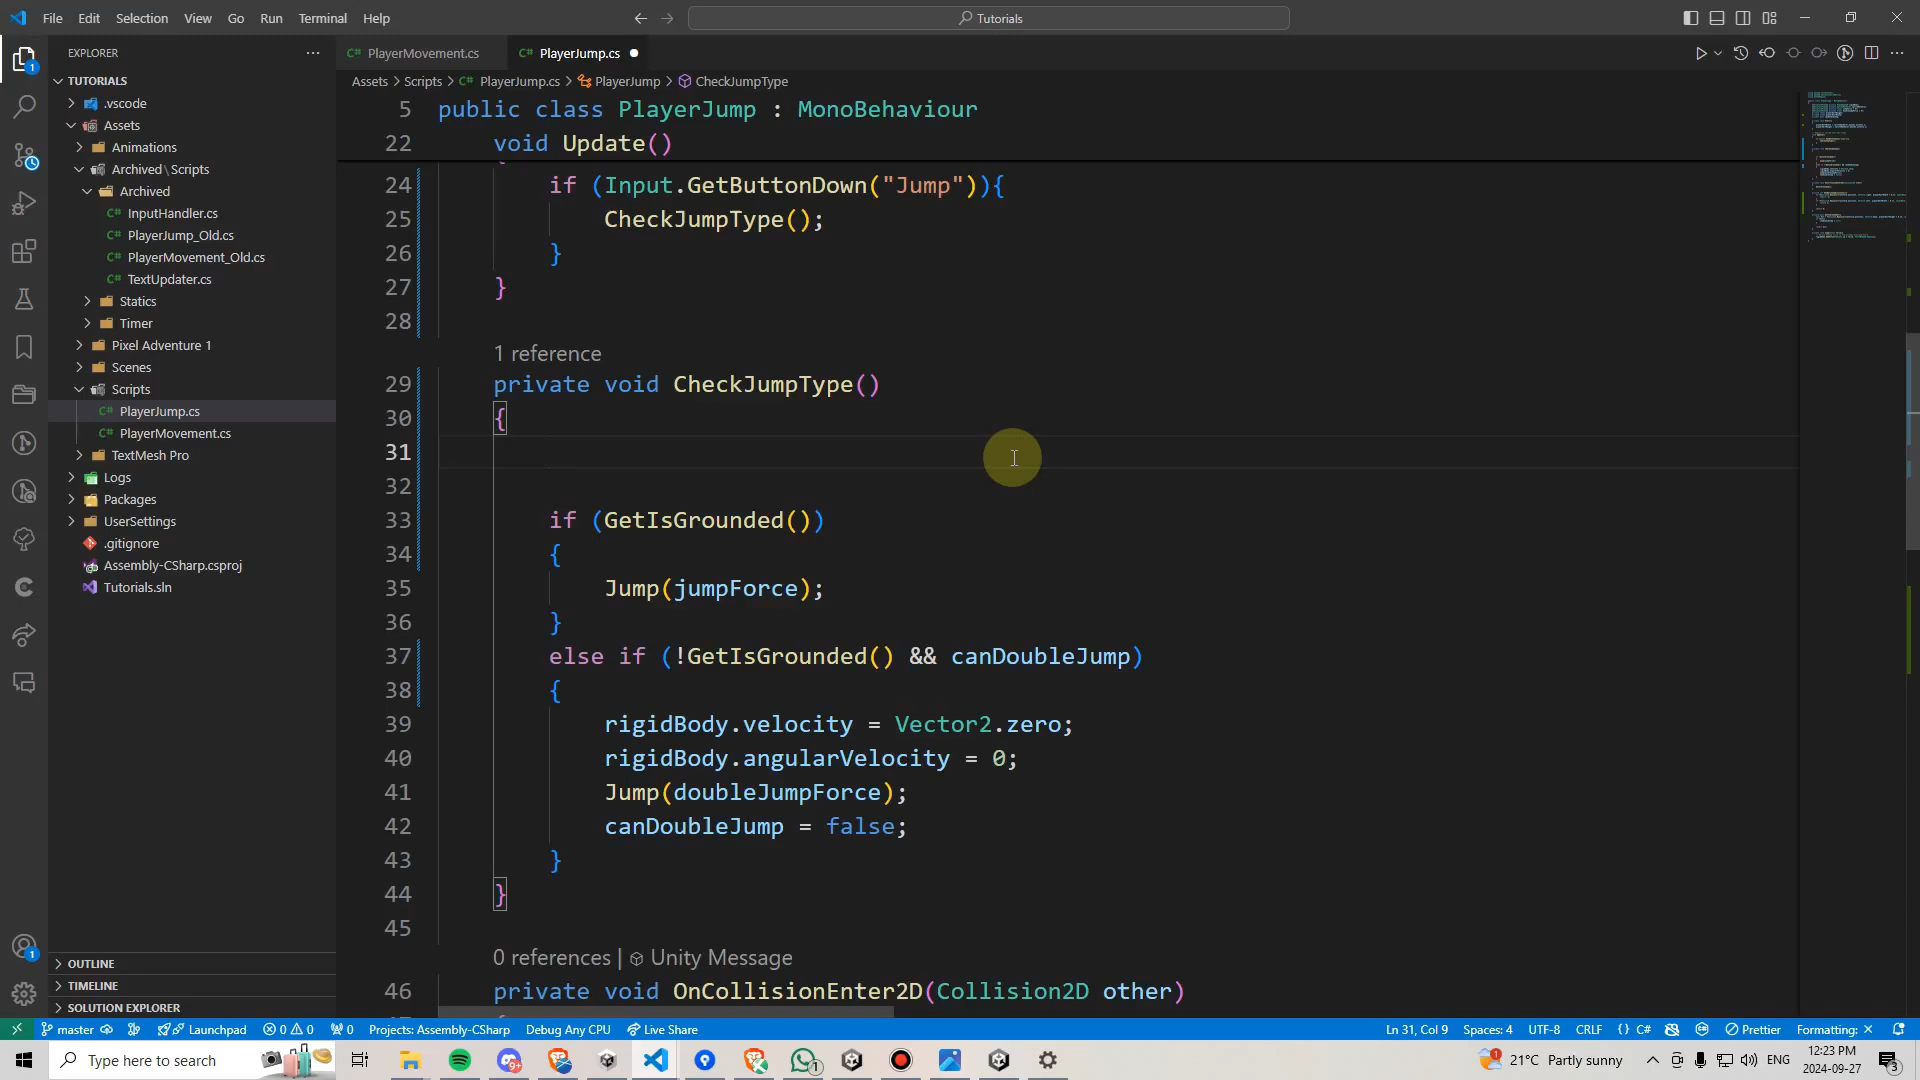 File Edit Selection View Go Run Terminal Help
Tutorials
EXPLORER
PlayerMovement.cs
PlayerJump.cs
TUTORIALS
Assets > Scripts > PlayerJump.cs > PlayerJump > CheckJumpType
.vscode
Assets
Animations
Archived\Scripts
Archived
InputHandler.cs
PlayerJump_Old.cs
PlayerMovement_Old.cs
TextUpdater.cs
Statics
Timer
Pixel Adventure 1
Scenes
Scripts
PlayerJump.cs
PlayerMovement.cs
TextMesh Pro
Logs
Packages
UserSettings
.gitignore
Assembly-CSharp.csproj
Tutorials.sln
OUTLINE
TIMELINE
SOLUTION EXPLORER
5 public class PlayerJump : MonoBehaviour
22 void Update()
24 if (Input.GetButtonDown("Jump")){
25 CheckJumpType();
26 }
27 }
28
1 reference
29 private void CheckJumpType()
30 {
31
32
33 if (GetIsGrounded())
34 {
35 Jump(jumpForce);
36 }
37 else if (!GetIsGrounded() && canDoubleJump)
38 {
39 rigidBody.velocity = Vector2.zero;
40 rigidBody.angularVelocity = 0;
41 Jump(doubleJumpForce);
42 canDoubleJump = false;
43 }
44 }
45
0 references | Unity Message
46 private void OnCollisionEnter2D(Collision2D other)
master Launchpad 0 0 0 Projects: Assembly-CSharp Debug Any CPU Live Share
Ln 31, Col 9 Spaces: 4 UTF-8 CRLF {} C# Prettier Formatting: ×
Type here to search
21°C Partly sunny
ENG
12:23 PM
2024-09-27